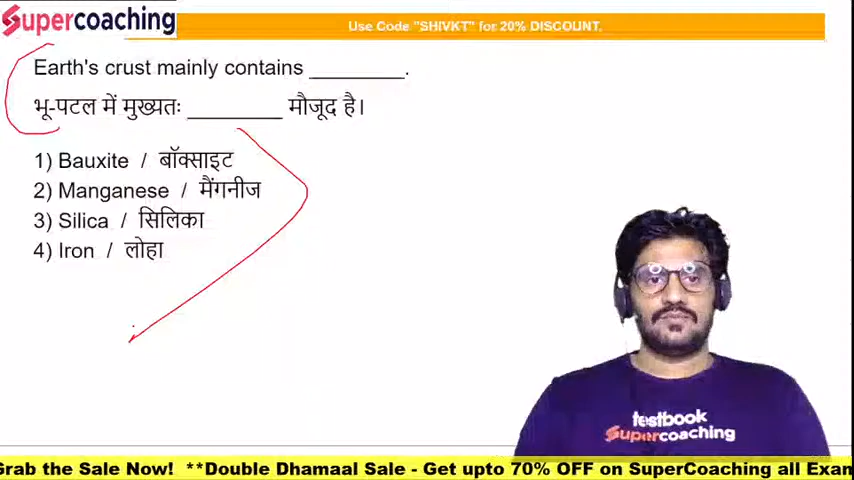 Supercoaching
Use Code "SHIVKT" for 20% DISCOUNT.
Earth's crust mainly contains ________.
भू-पटल में मुख्यतः ________ मौजूद है।
1) Bauxite / बॉक्साइट
2) Manganese / मैंगनीज
3) Silica / सिलिका
4) Iron / लोहा
testbook
Supercoaching
Grab the Sale Now! **Double Dhamaal Sale - Get upto 70% OFF on SuperCoaching all Exam